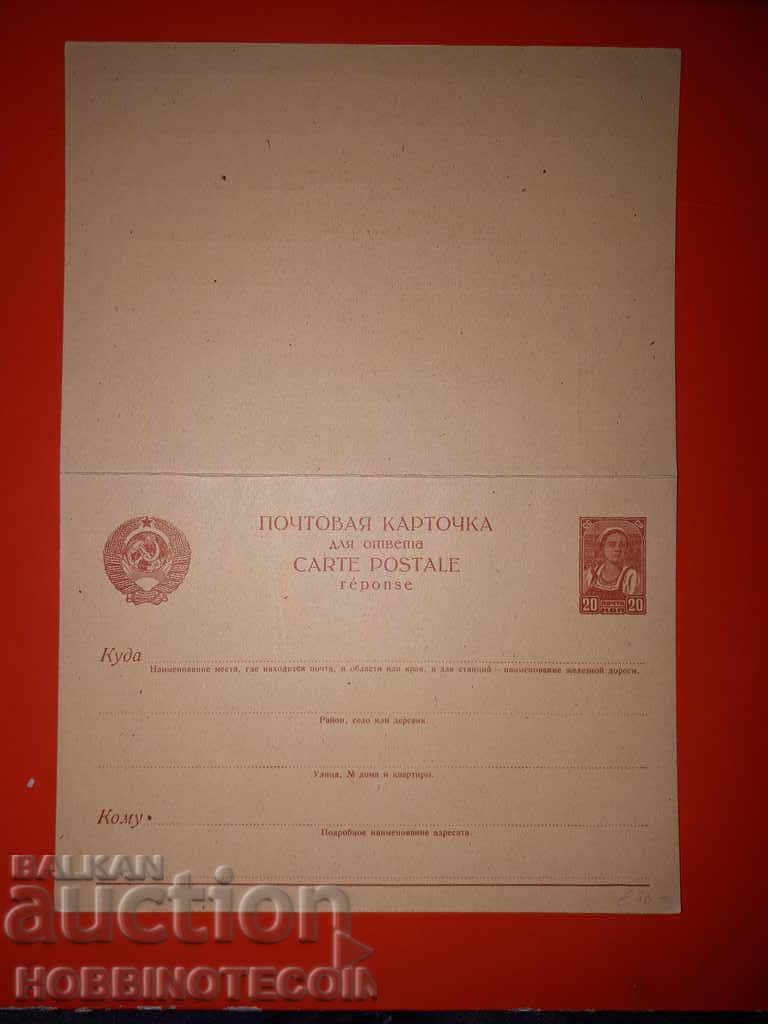 ПОЧТОВАЯ КАРТОЧКА
для ответа
CARTE POSTALE
réponse
20 ПОЧТА 20
КОП
Куда
Наименование места, где находится почта, и области или края, а для станций – наименование железной дороги.
Район, село или деревня.
Улица, № дома и квартиры.
Кому
Подробное наименование адресата.
BALKAN
auction
HOBBINOTECOIN